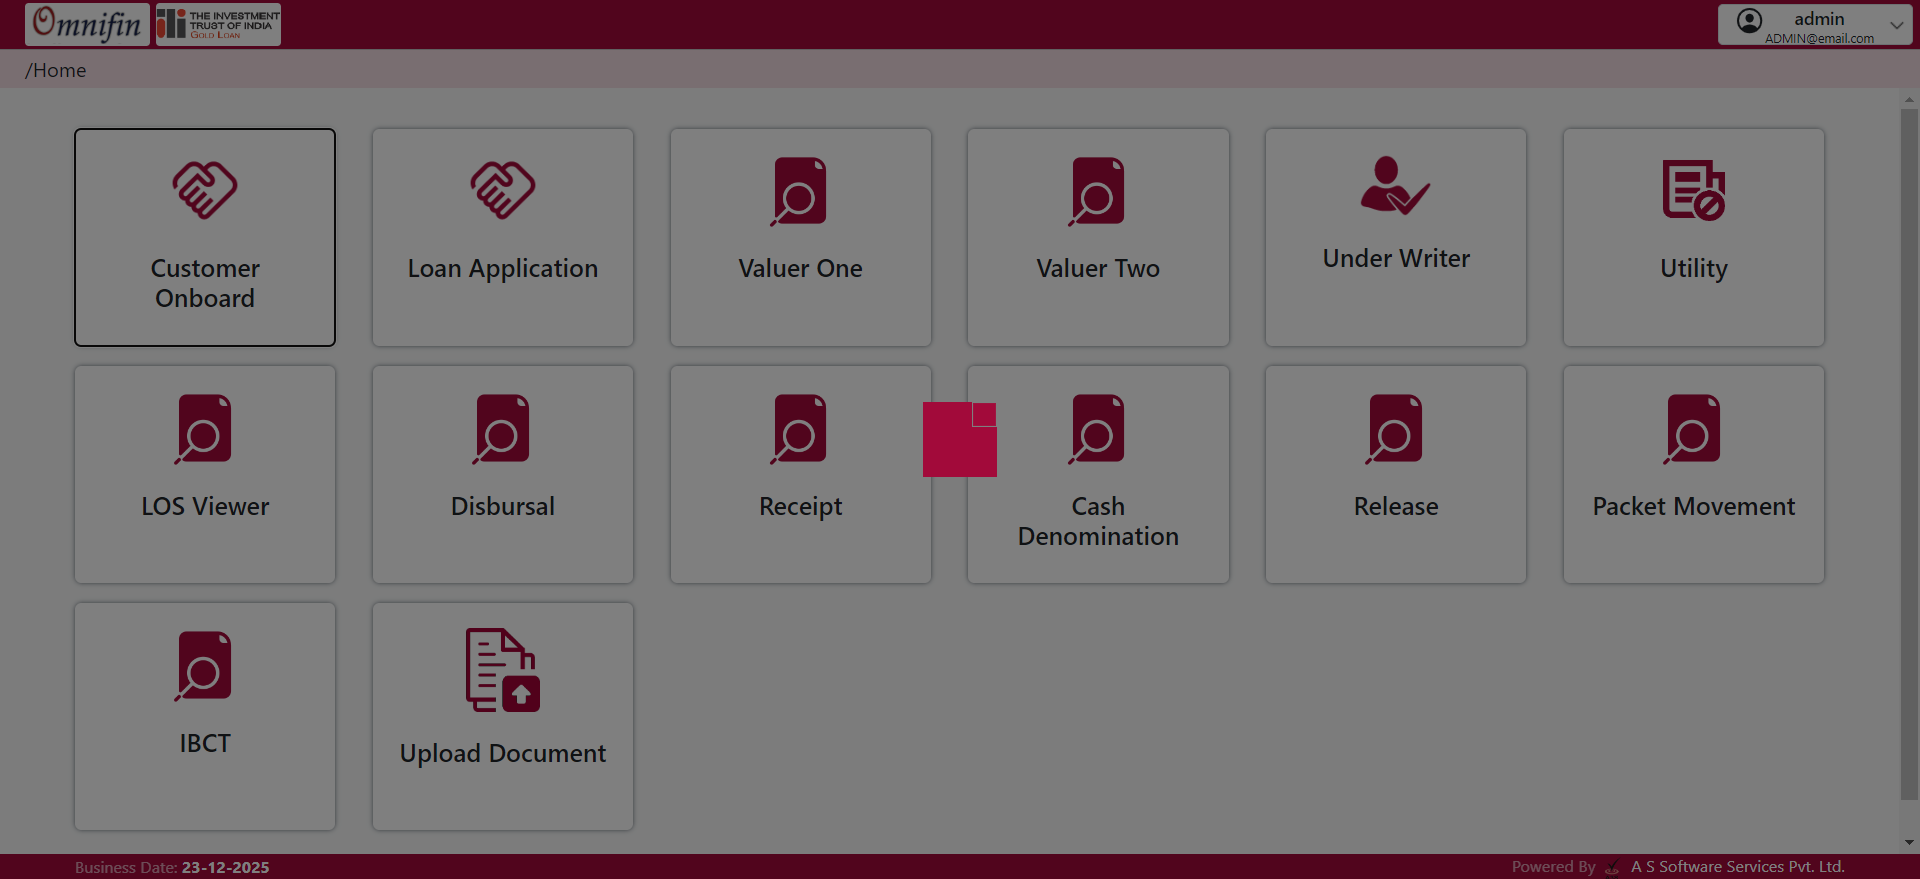 Omnifin
THE INVESTMENT
TRUST OF INDIA
GOLD LOAN
admin
ADMIN@email.com
/Home
Customer
Onboard
Loan Application
Valuer One
Valuer Two
Under Writer
Utility
LOS Viewer
Disbursal
Receipt
Cash
Denomination
Release
Packet Movement
IBCT
Upload Document
Business Date: 23-12-2025
Powered By A S Software Services Pvt. Ltd.